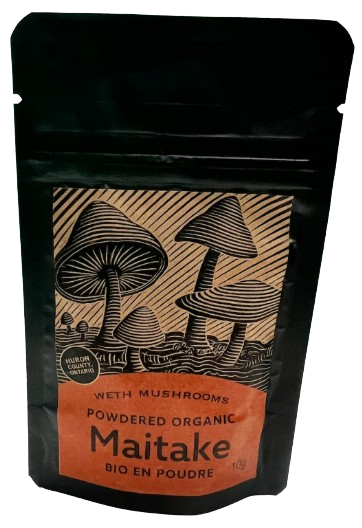 HURON
COUNTY,
ONTARIO
WETH MUSHROOMS
POWDERED ORGANIC
Maitake
10g
BIO EN POUDRE